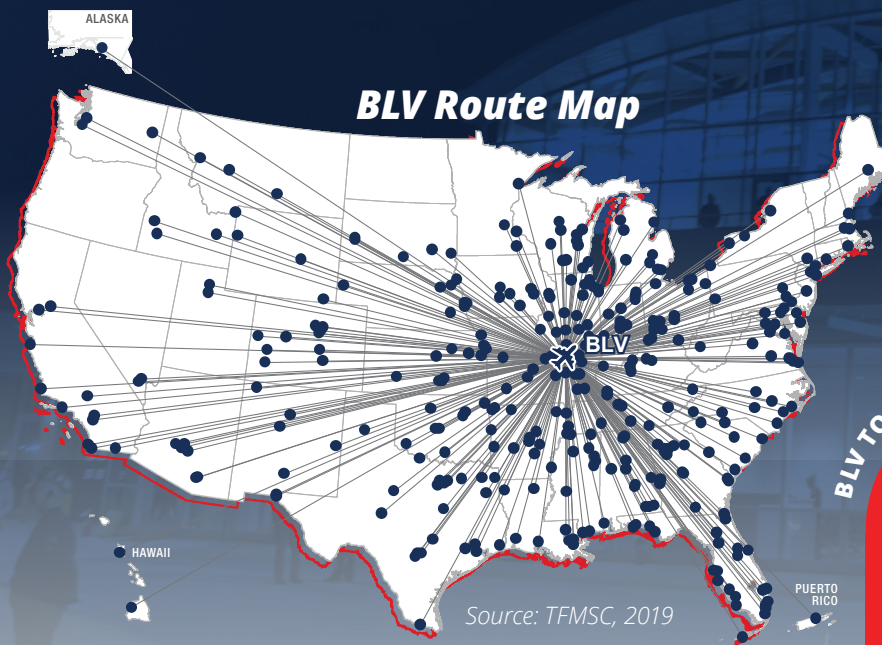 ALASKA
BLV Route Map
BLV
BLV TO
HAWAII
PUERTO
RICO
Source: TFMSC, 2019